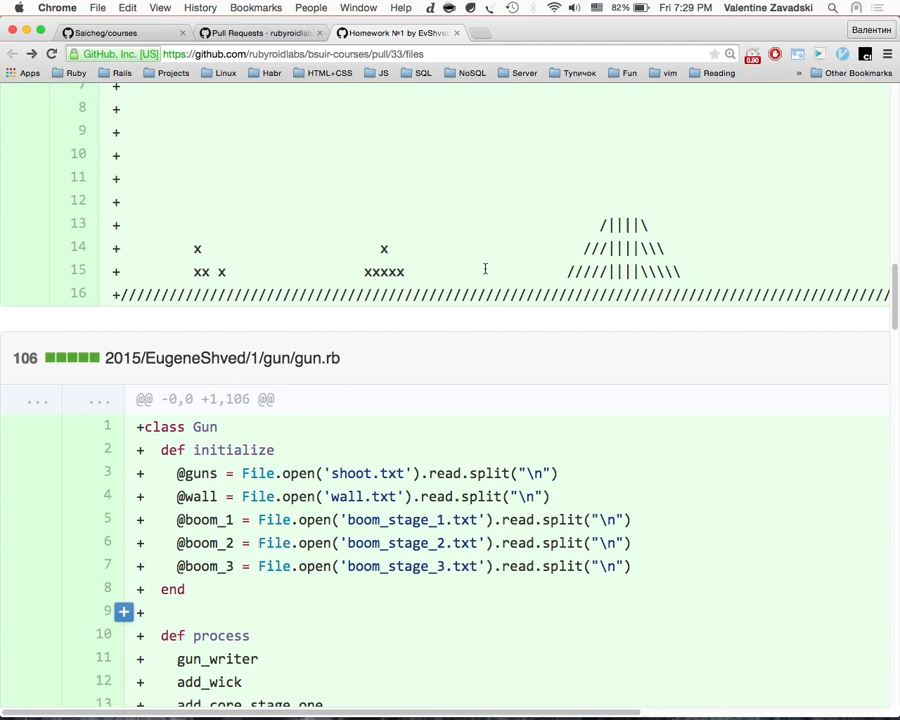 Chrome File Edit View History Bookmarks People Window Help 82% Fri 7:29 PM Valentine Zavadski
Saicheg/courses Pull Requests · rubyroidlabs Homework №1 by EvShved Валентин
GitHub, Inc. [US] https://github.com/rubyroidlabs/bsuir-courses/pull/33/files 0.90
Apps Ruby Rails Projects Linux Habr HTML+CSS JS SQL NoSQL Server Тупичок Fun vim Reading » Other Bookmarks
7 +
8 +
9 +
10 +
11 +
12 +
13 + /||||\
14 + x x ///||||\\\
15 + xx x xxxxx /////||||\\\\\
16 +///////////////////////////////////////////////////////////////////////////////////////////////
106 2015/EugeneShved/1/gun/gun.rb
... ... @@ -0,0 +1,106 @@
1 +class Gun
2 + def initialize
3 + @guns = File.open('shoot.txt').read.split("\n")
4 + @wall = File.open('wall.txt').read.split("\n")
5 + @boom_1 = File.open('boom_stage_1.txt').read.split("\n")
6 + @boom_2 = File.open('boom_stage_2.txt').read.split("\n")
7 + @boom_3 = File.open('boom_stage_3.txt').read.split("\n")
8 + end
9 +
10 + def process
11 + gun_writer
12 + add_wick
13 + add_core_stage_one